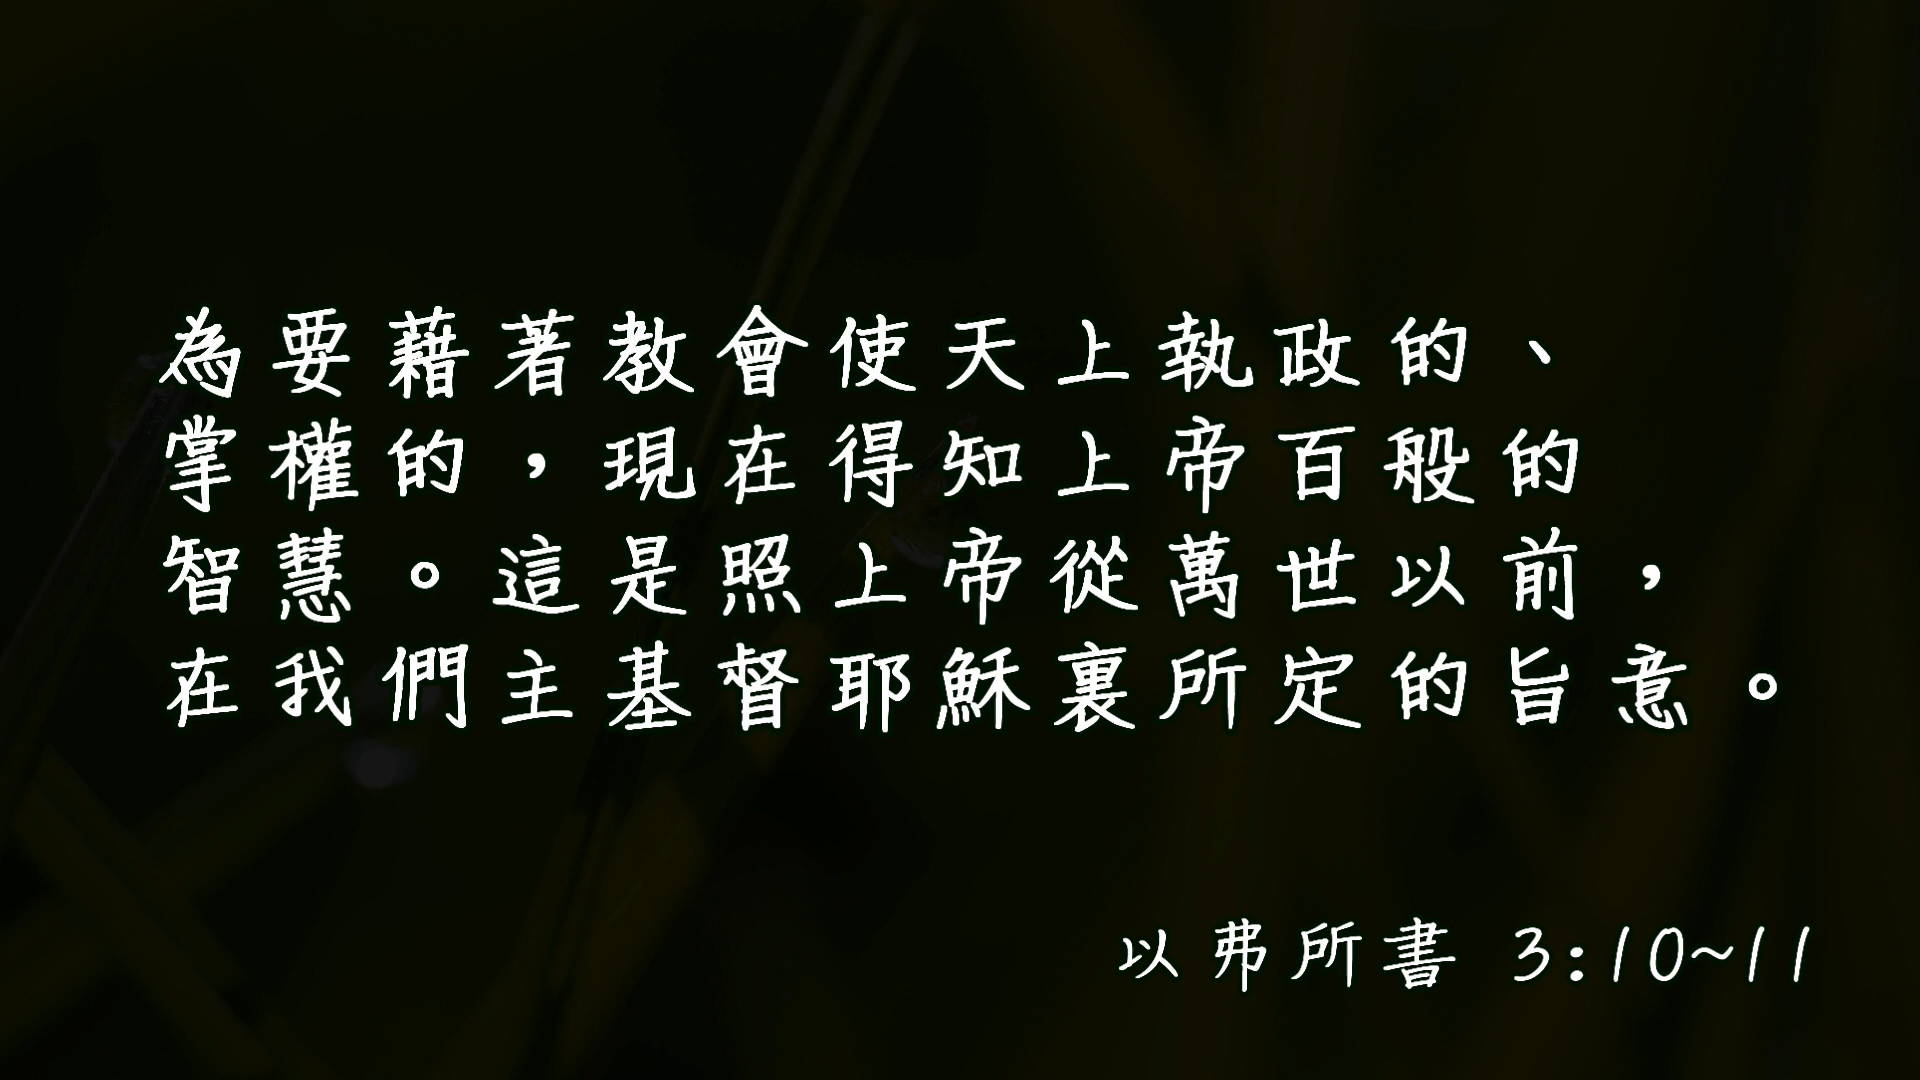 為要藉著教會使天上執政的、
掌權的，現在得知上帝百般的
智慧。這是照上帝從萬世以前，
在我們主基督耶穌裏所定的旨意。
以弗所書 3:10~11